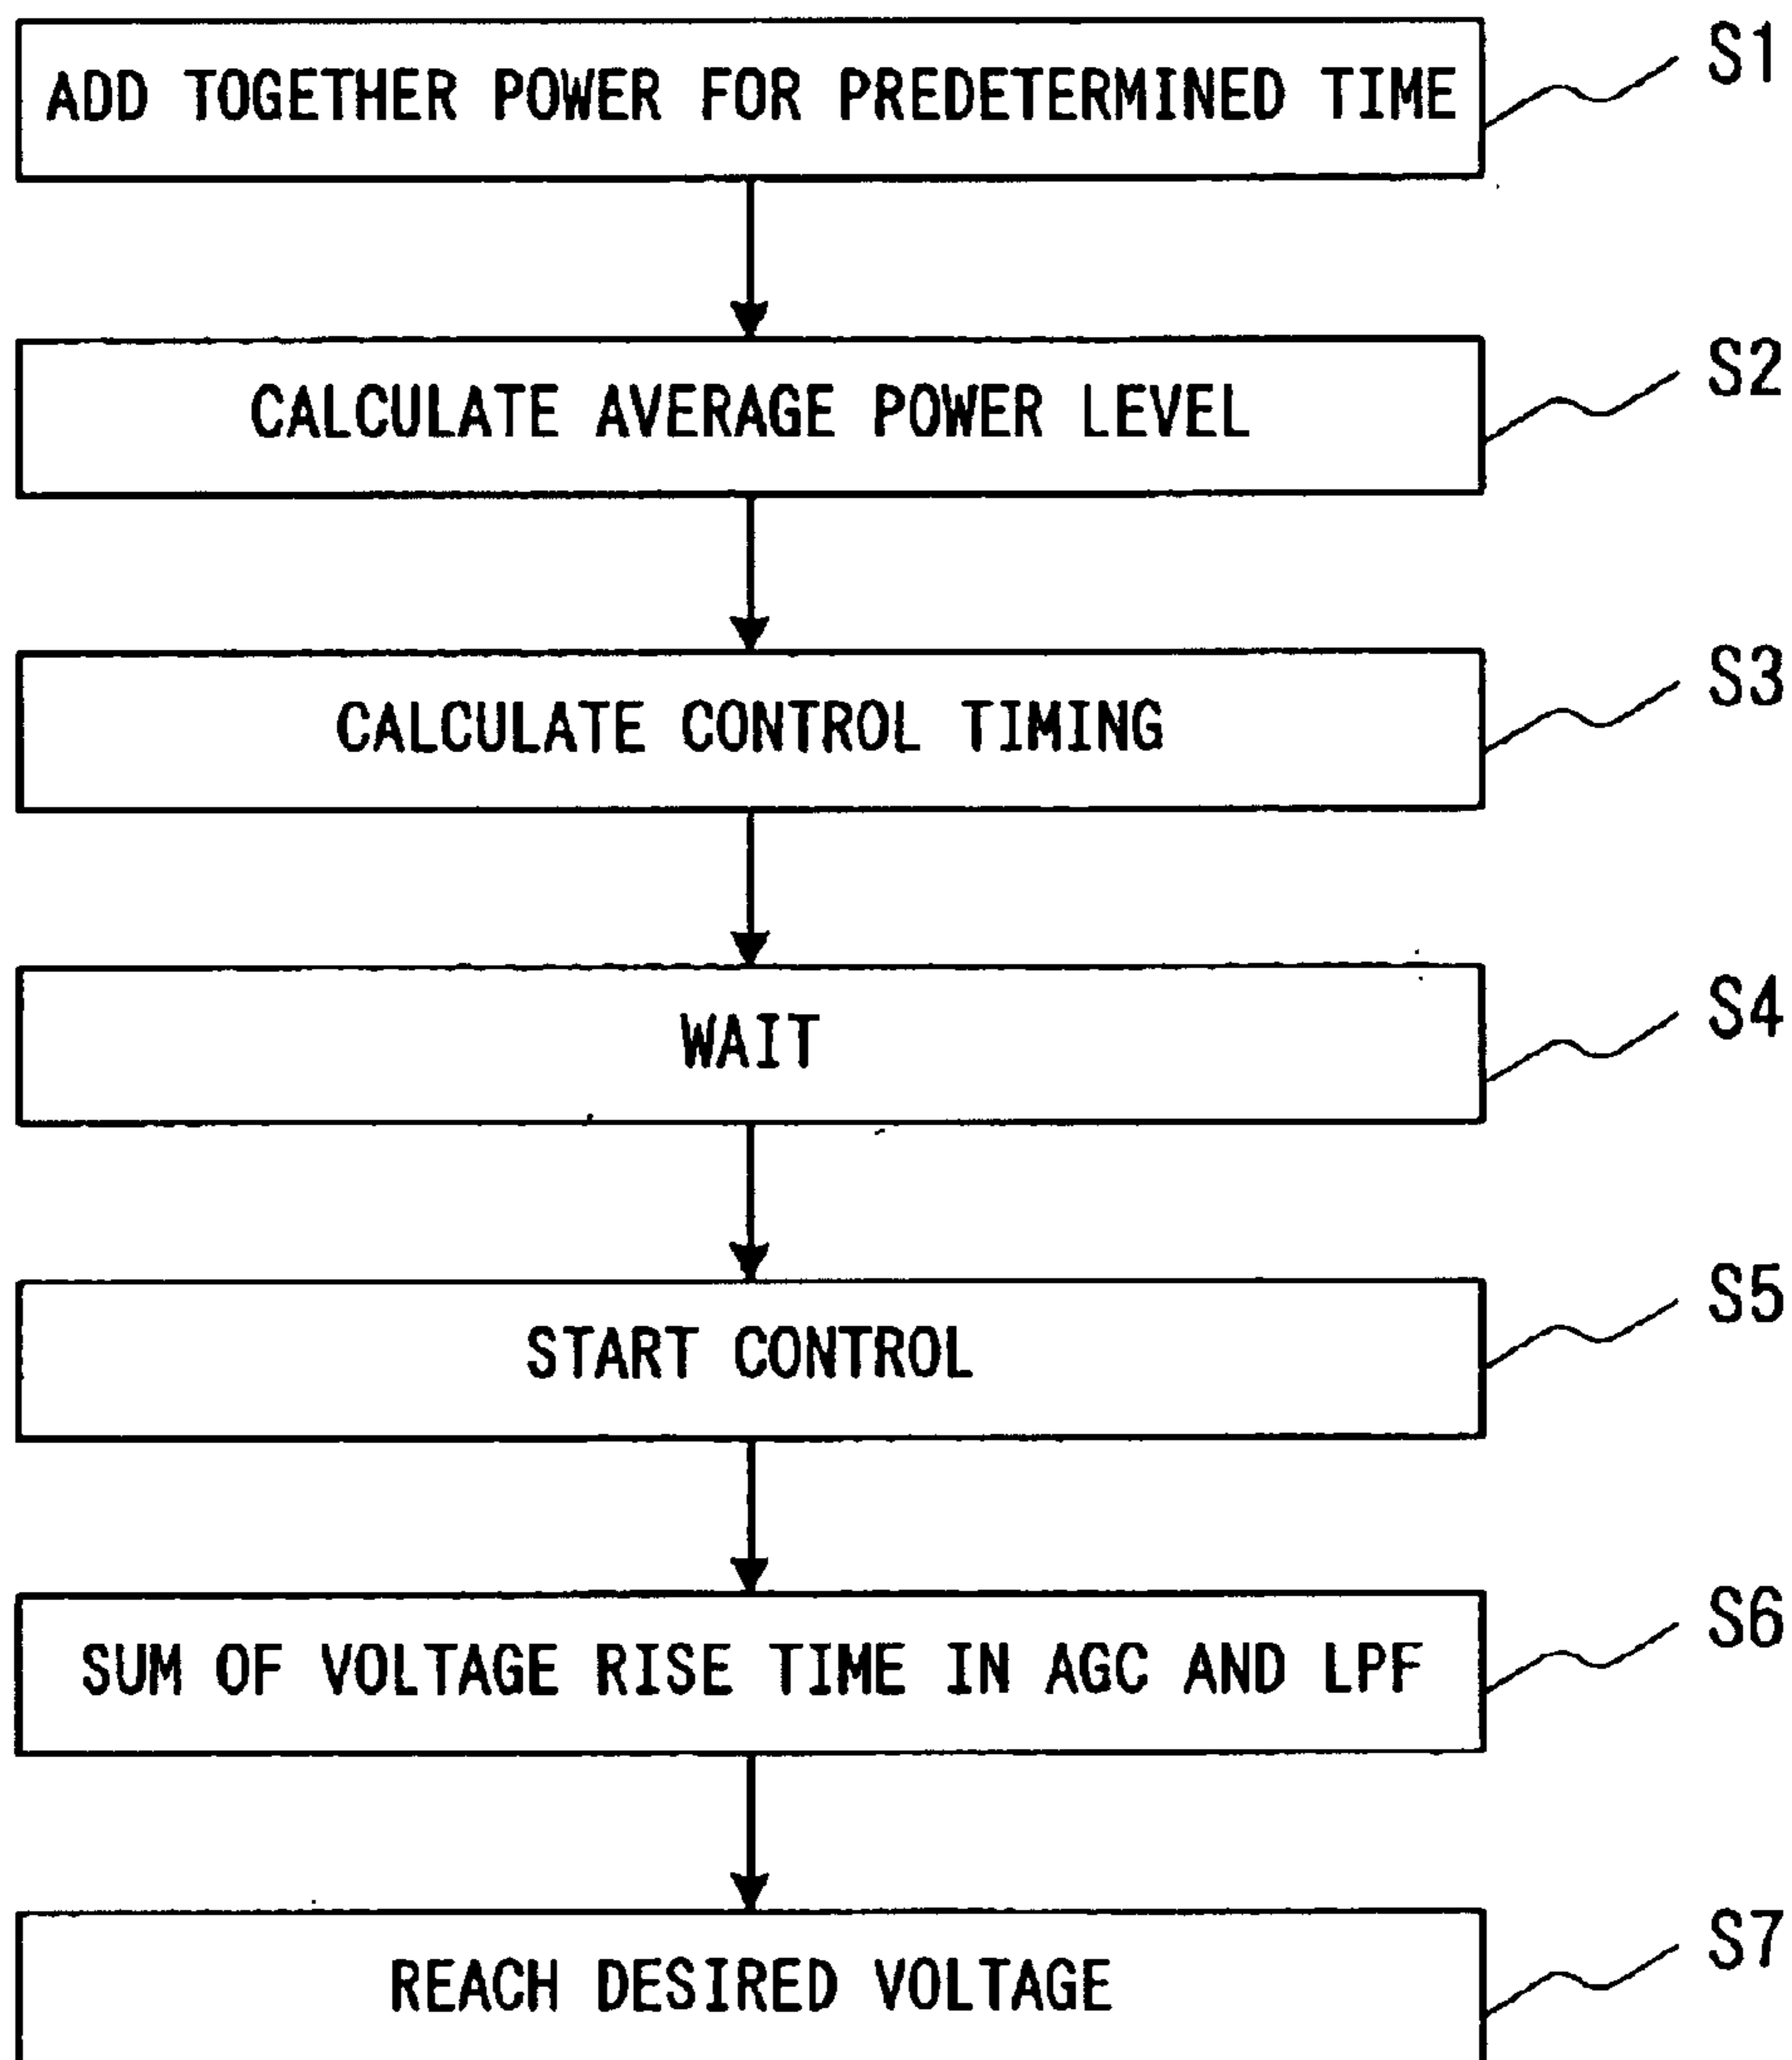 ADD TOGETHER POWER FOR PREDETERMINED TIME
S1
CALCULATE AVERAGE POWER LEVEL
S2
CALCULATE CONTROL TIMING
S3
WAIT
S4
START CONTROL
S5
SUM OF VOLTAGE RISE TIME IN AGC AND LPF
S6
REACH DESIRED VOLTAGE
S7